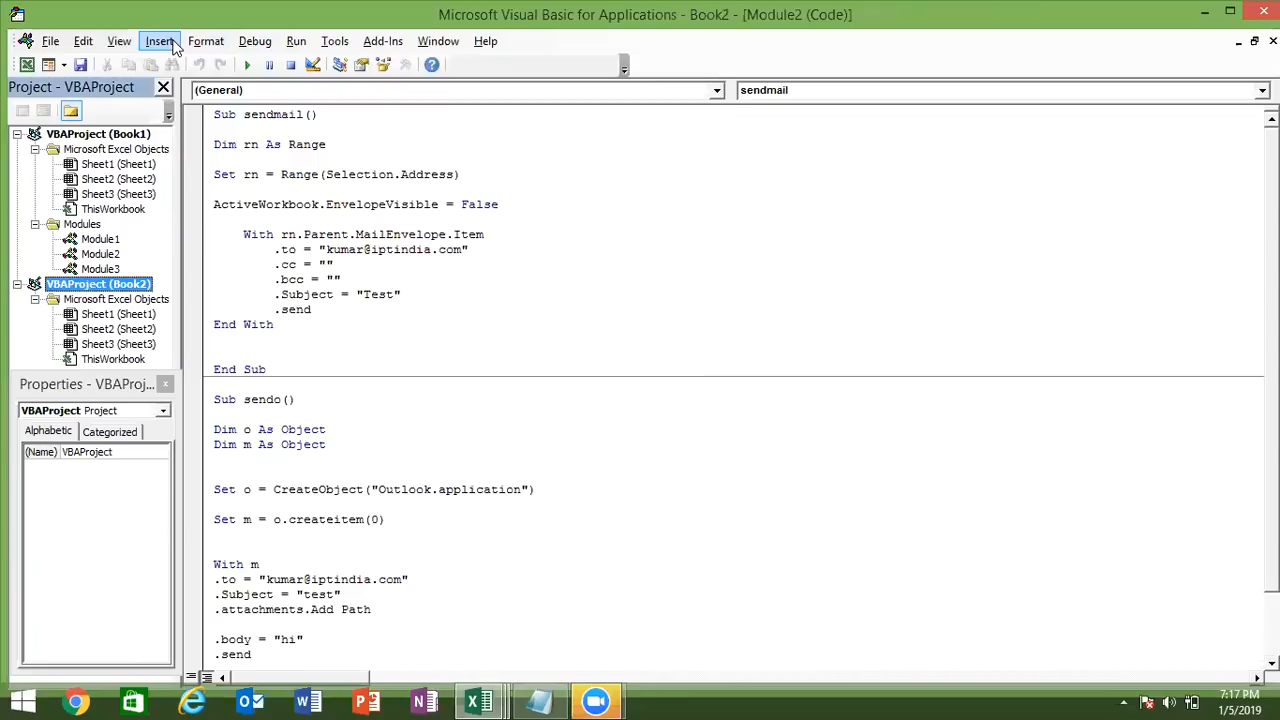 Microsoft Visual Basic for Applications - Book2 - [Module2 (Code)]
File Edit View Insert Format Debug Run Tools Add-Ins Window Help
Project - VBAProject
(General)
sendmail
VBAProject (Book1)
Microsoft Excel Objects
Sheet1 (Sheet1)
Sheet2 (Sheet2)
Sheet3 (Sheet3)
ThisWorkbook
Modules
Module1
Module2
Module3
VBAProject (Book2)
Microsoft Excel Objects
Sheet1 (Sheet1)
Sheet2 (Sheet2)
Sheet3 (Sheet3)
ThisWorkbook
Properties - VBAProj...
VBAProject Project
Alphabetic Categorized
(Name) VBAProject
Sub sendmail()
Dim rn As Range
Set rn = Range(Selection.Address)
ActiveWorkbook.EnvelopeVisible = False
With rn.Parent.MailEnvelope.Item
.to = "kumar@iptindia.com"
.cc = ""
.bcc = ""
.Subject = "Test"
.send
End With
End Sub
Sub sendo()
Dim o As Object
Dim m As Object
Set o = CreateObject("Outlook.application")
Set m = o.createitem(0)
With m
.to = "kumar@iptindia.com"
.Subject = "test"
.attachments.Add Path
.body = "hi"
.send
7:17 PM
1/5/2019